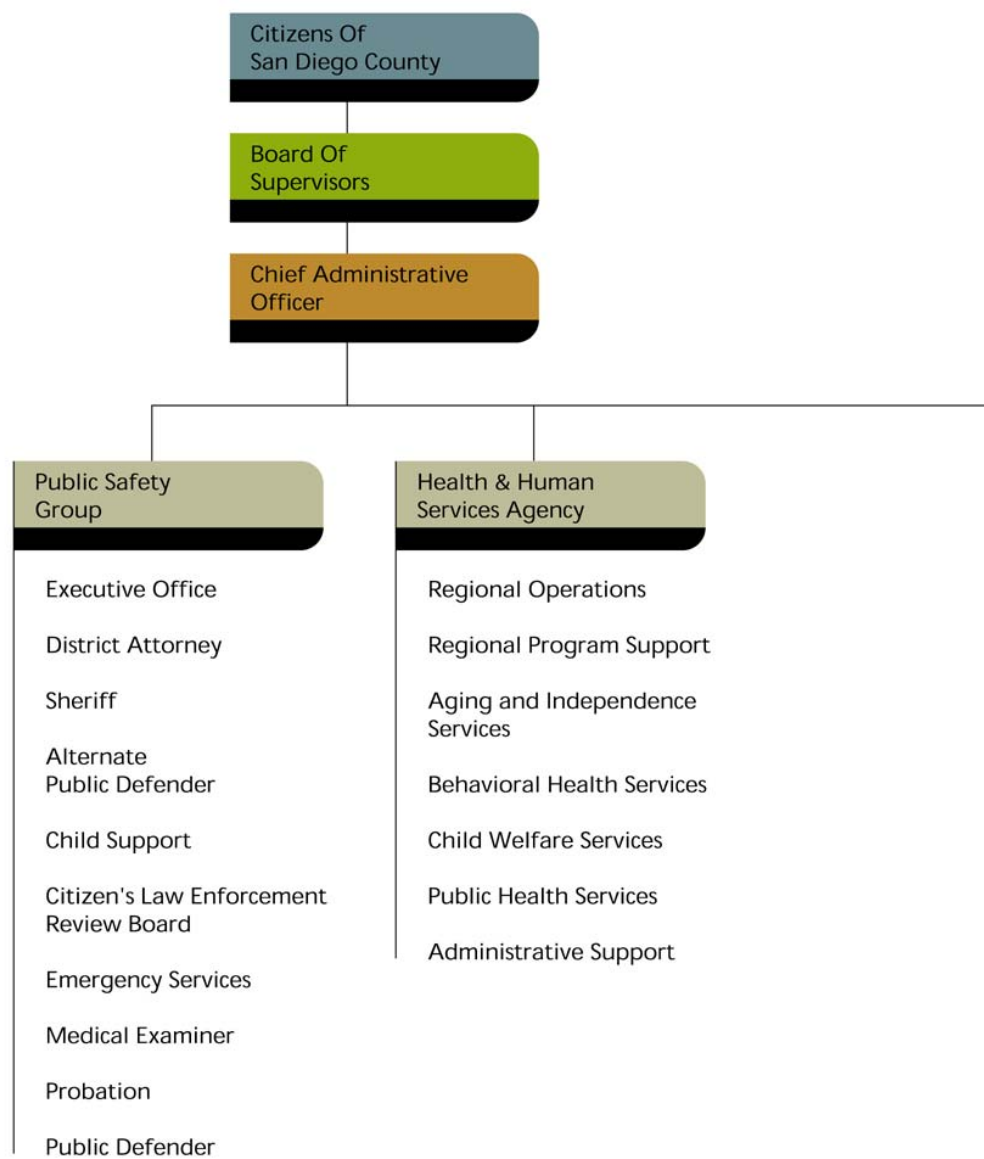 Citizens Of
San Diego County
Board Of
Supervisors
Chief Administrative
Officer
Public Safety
Group
Executive Office
District Attorney
Sheriff
Alternate
Public Defender
Child Support
Citizen's Law Enforcement
Review Board
Emergency Services
Medical Examiner
Probation
Public Defender
Health & Human
Services Agency
Regional Operations
Regional Program Support
Aging and Independence
Services
Behavioral Health Services
Child Welfare Services
Public Health Services
Administrative Support